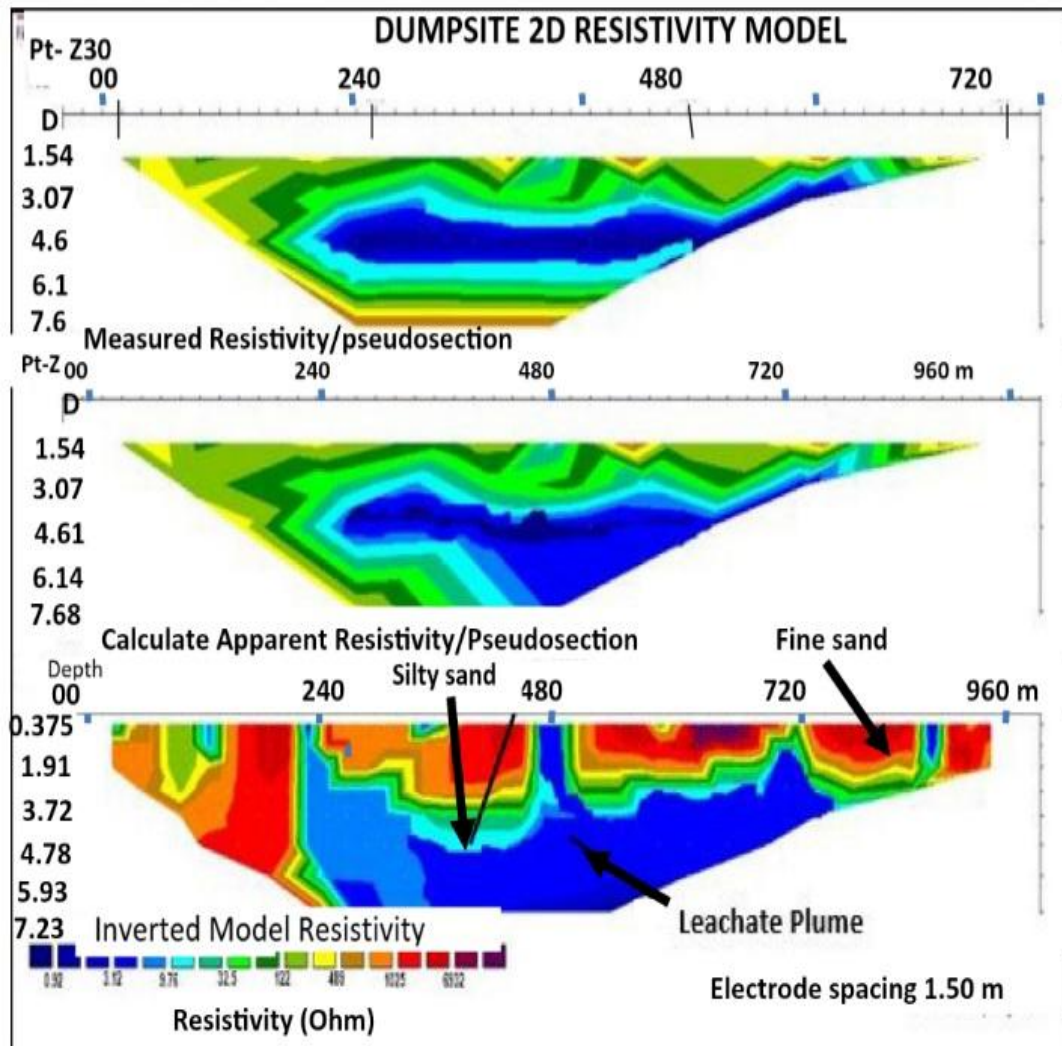 DUMPSITE 2D RESISTIVITY MODEL
Pt- Z30
00 240 480 720
D
1.54
3.07
4.6
6.1
7.6
Measured Resistivity/pseudosection
Pt-Z 00 240 480 720 960 m
D
1.54
3.07
4.61
6.14
7.68
Calculate Apparent Resistivity/Pseudosection
Fine sand
Silty sand
Depth
00 240 480 720 960 m
0.375
1.91
3.72
4.78
5.93
7.23
Leachate Plume
Inverted Model Resistivity
0.92 3.12 9.76 32.5 122 1025
Electrode spacing 1.50 m
Resistivity (Ohm)